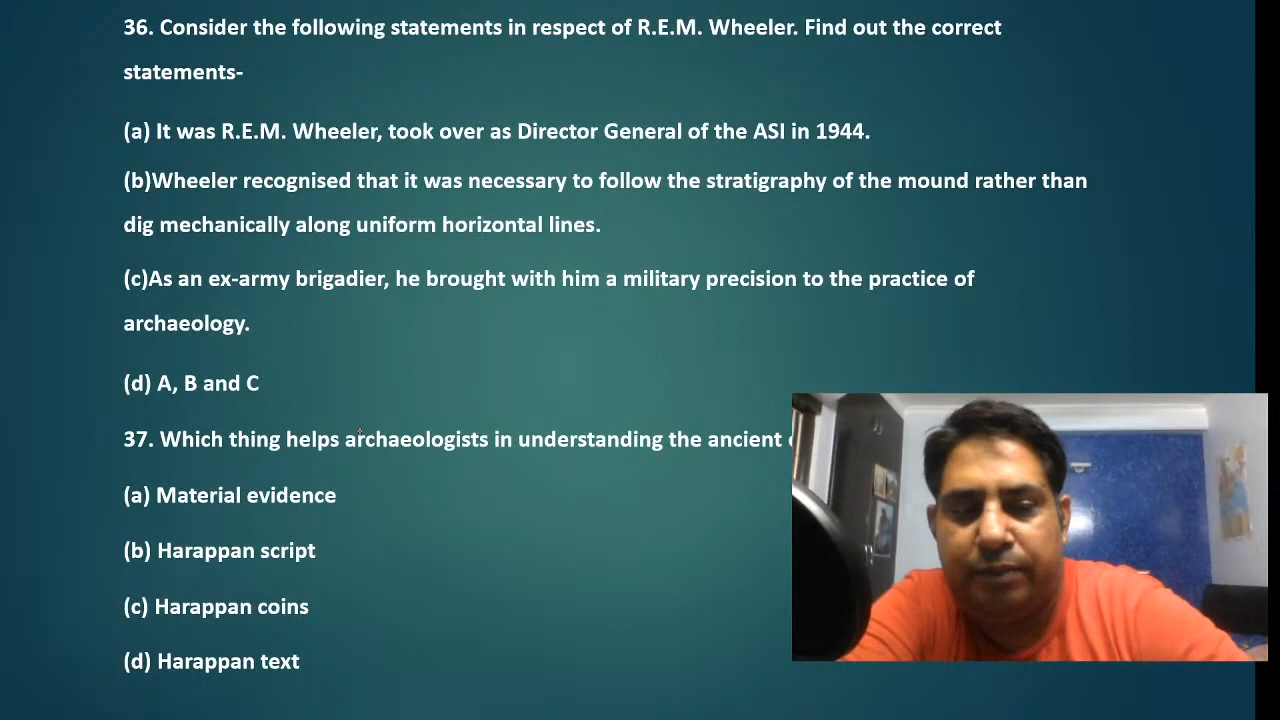 36. Consider the following statements in respect of R.E.M. Wheeler. Find out the correct
statements-
(a) It was R.E.M. Wheeler, took over as Director General of the ASI in 1944.
(b)Wheeler recognised that it was necessary to follow the stratigraphy of the mound rather than
dig mechanically along uniform horizontal lines.
(c)As an ex-army brigadier, he brought with him a military precision to the practice of
archaeology.
(d) A, B and C
37. Which thing helps archaeologists in understanding the ancient
(a) Material evidence
(b) Harappan script
(c) Harappan coins
(d) Harappan text